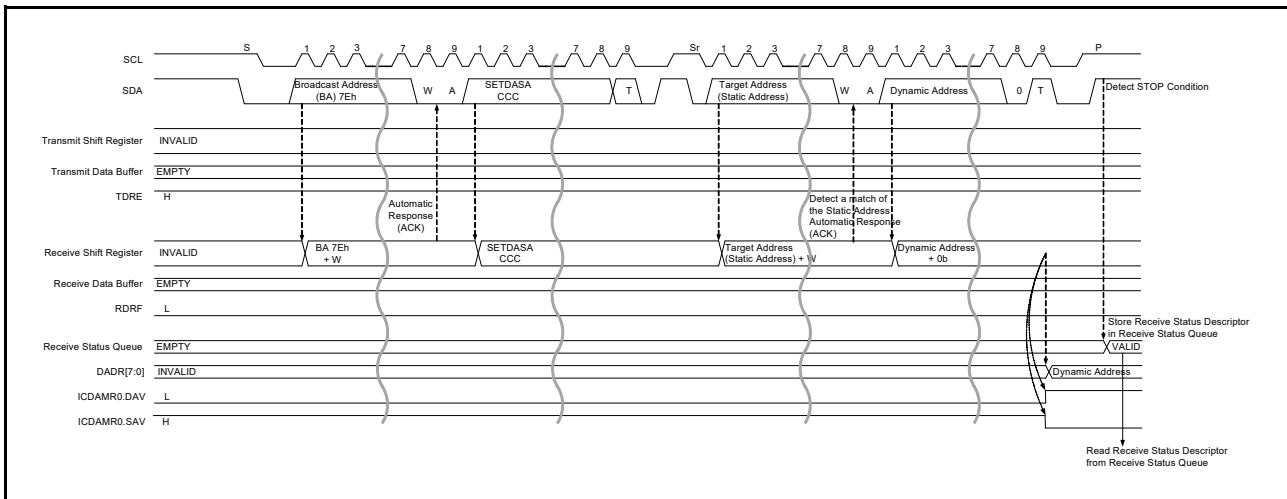 S 1 2 3 7 8 9 1 2 3 7 8 9 Sr 1 2 3 7 8 9 1 2 3 7 8 9 P
SCL
SDA
Broadcast Address
(BA) 7Eh
W A
SETDASA
CCC
T
Target Address
(Static Address)
W A
Dynamic Address
0 T
Detect STOP Condition
Transmit Shift Register INVALID
Transmit Data Buffer EMPTY
TDRE H
Automatic
Response
(ACK)
Detect a match of
the Static Address
Automatic Response
(ACK)
Receive Shift Register INVALID
BA 7Eh
+ W
SETDASA
CCC
Target Address
(Static Address) + W
Dynamic Address
+ 0b
Receive Data Buffer EMPTY
RDRF L
Store Receive Status Descriptor
in Receive Status Queue
Receive Status Queue EMPTY VALID
DADR[7:0] INVALID Dynamic Address
ICDAMR0.DAV L
ICDAMR0.SAV H
Read Receive Status Descriptor
from Receive Status Queue